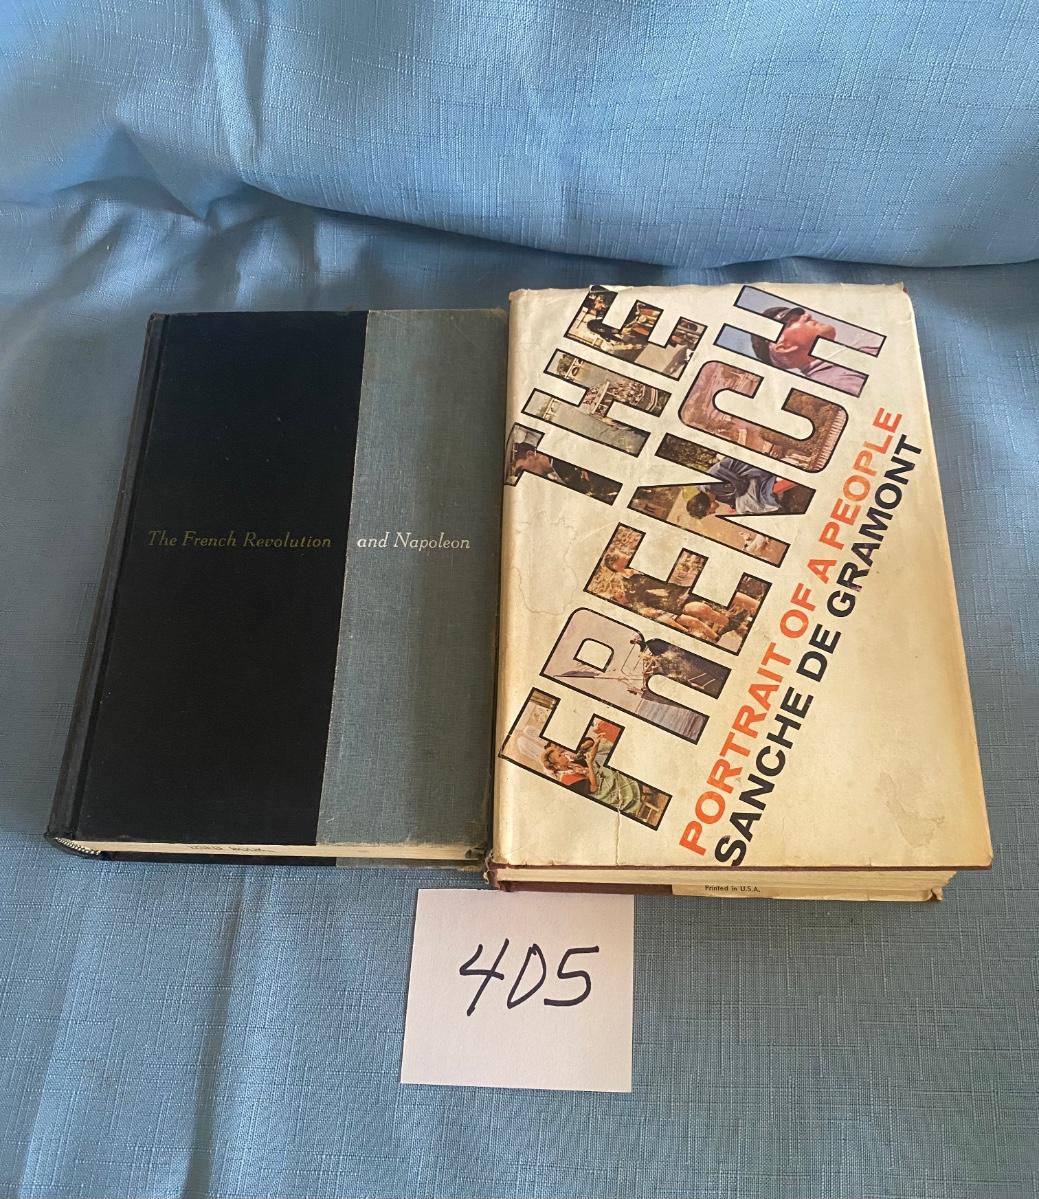 The French Revolution and Napoleon
THE
FRENCH
PORTRAIT OF A PEOPLE
SANCHE DE GRAMONT
Printed in U.S.A.
405